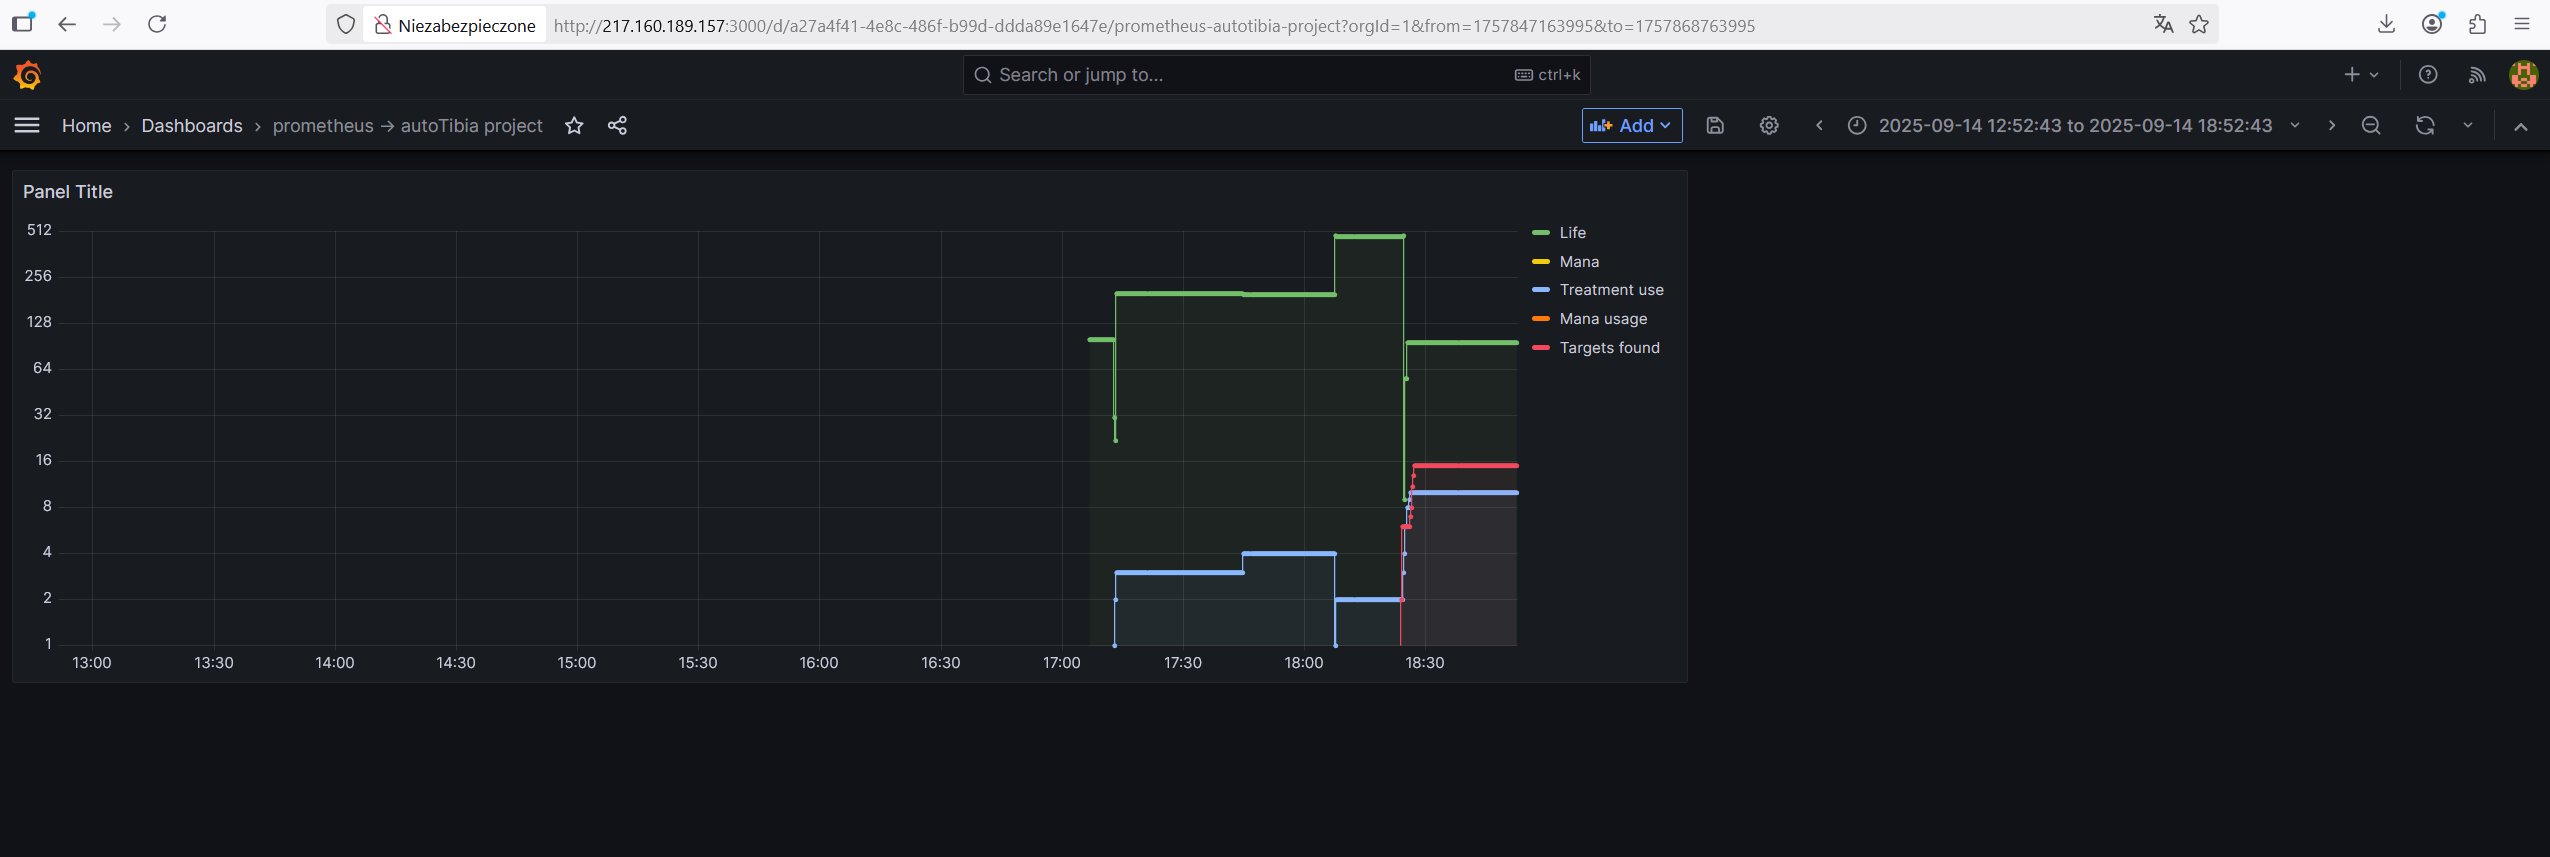 Niezabezpieczone http://217.160.189.157:3000/d/a27a4f41-4e8c-486f-b99d-ddda89e1647e/prometheus-autotibia-project?orgId=1&from=1757847163995&to=1757868763995
Search or jump to... ctrl+k
Home › Dashboards › prometheus → autoTibia project Add 2025-09-14 12:52:43 to 2025-09-14 18:52:43
Panel Title
512
256
128
64
32
16
8
4
2
1
13:00 13:30 14:00 14:30 15:00 15:30 16:00 16:30 17:00 17:30 18:00 18:30
Life
Mana
Treatment use
Mana usage
Targets found